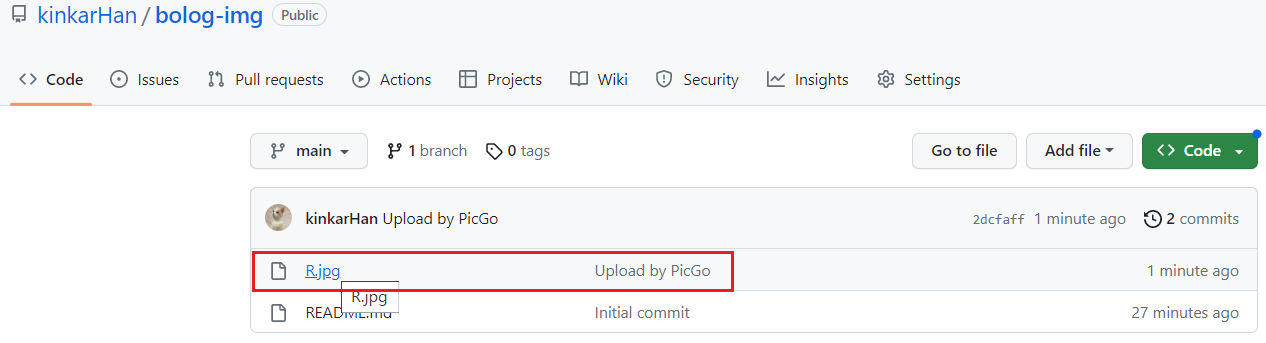 kinkarHan / bolog-img Public
Code Issues Pull requests Actions Projects Wiki Security Insights Settings
main 1 branch 0 tags Go to file Add file Code
kinkarHan Upload by PicGo 2dcfaff 1 minute ago 2 commits
R.jpg Upload by PicGo 1 minute ago
R.jpg
README.md Initial commit 27 minutes ago